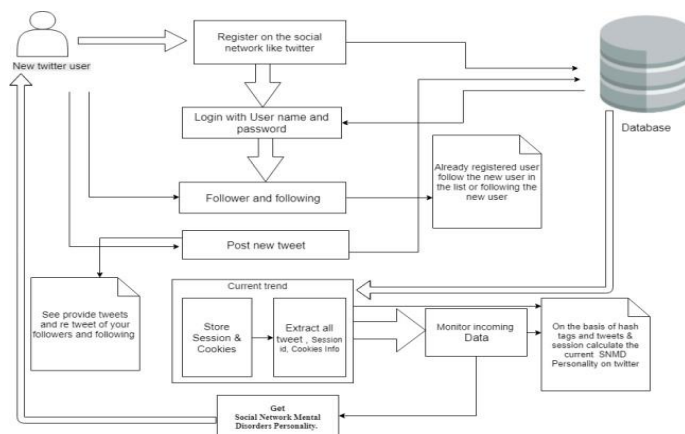 New twitter user
Register on the social
network like twitter
Database
Login with User name and
password
Already registered user
follow the new user in
the list or following the
new user
Follower and following
Post new tweet
See provide tweets
and re tweet of your
followers and following
Current trend
Store
Session &
Cookies
Extract all
tweet , Session
id, Cookies Info
Monitor incoming
Data
On the basis of hash
tags and tweets &
session calculate the
current SNMD
Personality on twitter
Get
Social Network Mental
Disorders Personality.